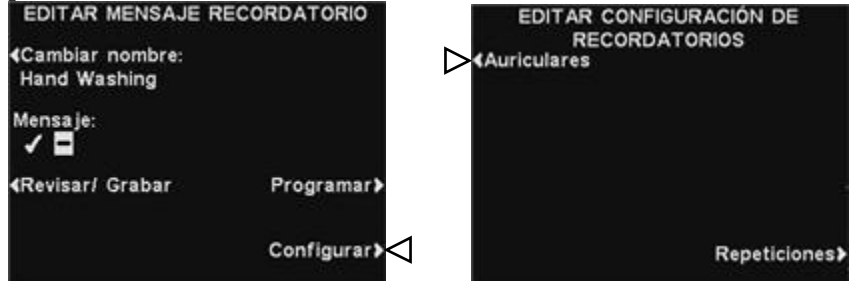 EDITAR MENSAJE RECORDATORIO
Cambiar nombre:
Hand Washing
Mensaje:
Revisar/ Grabar
Programar
Configurar
EDITAR CONFIGURACIÓN DE
RECORDATORIOS
Auriculares
Repeticiones